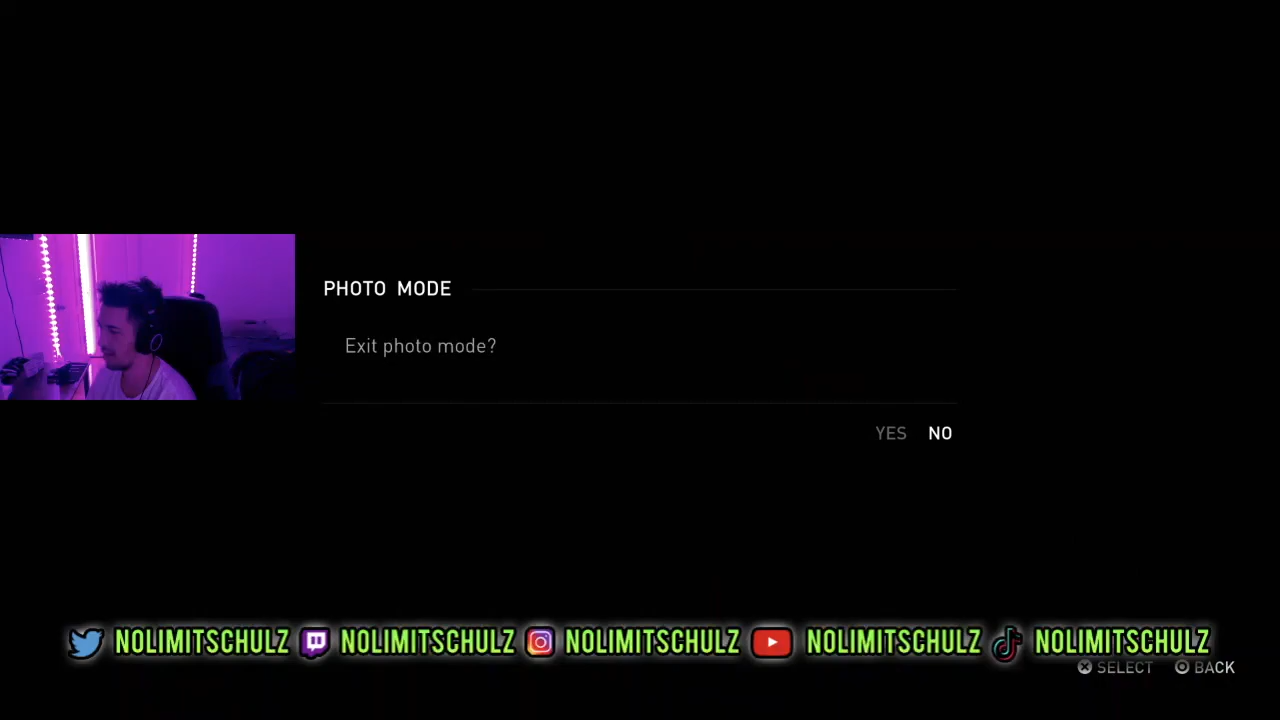 PHOTO MODE
Exit photo mode?
YES NO
NOLIMITSCHULZ NOLIMITSCHULZ NOLIMITSCHULZ NOLIMITSCHULZ NOLIMITSCHULZ
SELECT BACK